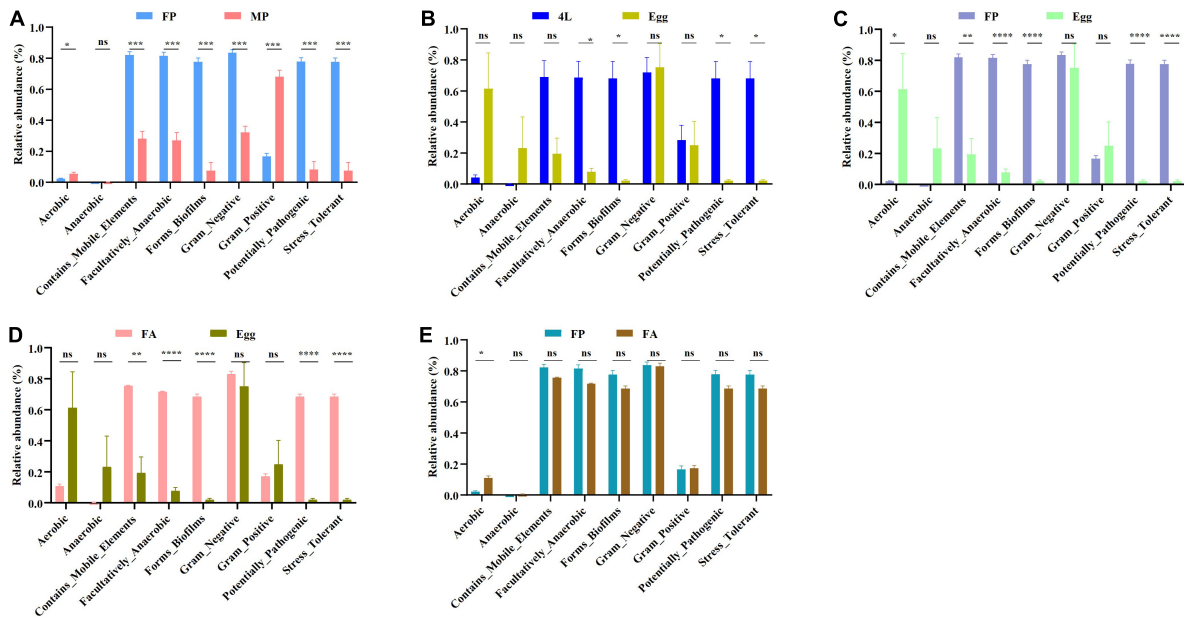 A
FP MP
Relative abundance (%)
1.0
0.8
0.6
0.4
0.2
0.0
* ns *** *** *** *** *** *** ***
Aerobic
Anaerobic
Contains_Mobile_Elements
Facultatively_Anaerobic
Forms_Biofilms
Gram_Negative
Gram_Positive
Potentially_Pathogenic
Stress_Tolerant
B
4L Egg
Relative abundance (%)
1.0
0.8
0.6
0.4
0.2
0.0
ns ns ns * * ns ns * *
Aerobic
Anaerobic
Contains_Mobile_Elements
Facultatively_Anaerobic
Forms_Biofilms
Gram_Negative
Gram_Positive
Potentially_Pathogenic
Stress_Tolerant
C
FP Egg
Relative abundance (%)
1.0
0.8
0.6
0.4
0.2
0.0
* ns ** **** **** ns ns **** ****
Aerobic
Anaerobic
Contains_Mobile_Elements
Facultatively_Anaerobic
Forms_Biofilms
Gram_Negative
Gram_Positive
Potentially_Pathogenic
Stress_Tolerant
D
FA Egg
Relative abundance (%)
1.0
0.8
0.6
0.4
0.2
0.0
ns ns ** **** **** ns ns **** ****
Aerobic
Anaerobic
Contains_Mobile_Elements
Facultatively_Anaerobic
Forms_Biofilms
Gram_Negative
Gram_Positive
Potentially_Pathogenic
Stress_Tolerant
E
FP FA
Relative abundance (%)
1.0
0.8
0.6
0.4
0.2
0.0
* ns ns ns ns ns ns ns ns
Aerobic
Anaerobic
Contains_Mobile_Elements
Facultatively_Anaerobic
Forms_Biofilms
Gram_Negative
Gram_Positive
Potentially_Pathogenic
Stress_Tolerant